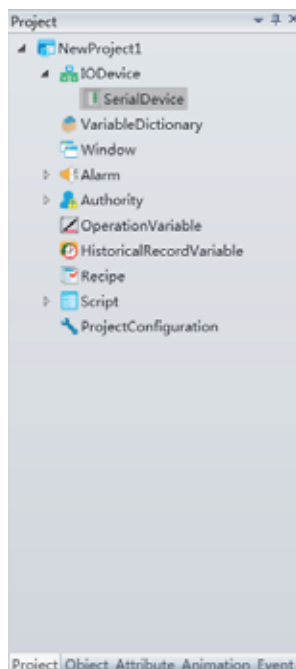 Project
NewProject1
IODevice
SerialDevice
VariableDictionary
Window
Alarm
Authority
OperationVariable
HistoricalRecordVariable
Recipe
Script
ProjectConfiguration
Project Object Attribute Animation Event